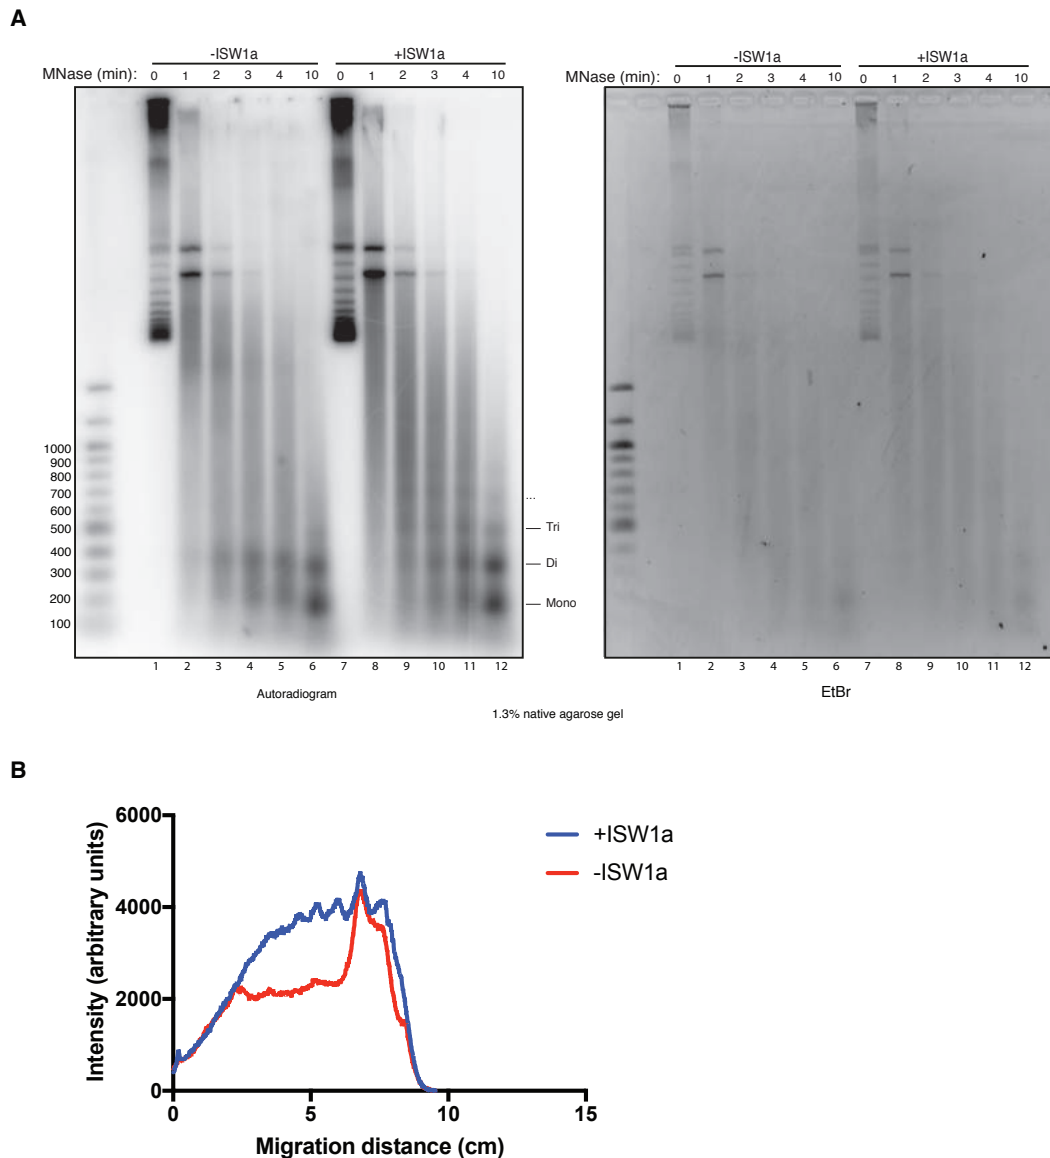 A
-ISW1a +ISW1a
MNase (min): 0 1 2 3 4 10 0 1 2 3 4 10
1000
900
800
700
600
500
400
300
200
100
...
Tri
Di
Mono
1 2 3 4 5 6 7 8 9 10 11 12
Autoradiogram
-ISW1a +ISW1a
MNase (min): 0 1 2 3 4 10 0 1 2 3 4 10
1 2 3 4 5 6 7 8 9 10 11 12
EtBr
1.3% native agarose gel
B
Intensity (arbitrary units)
6000
4000
2000
0
0 5 10 15
Migration distance (cm)
+ISW1a
-ISW1a